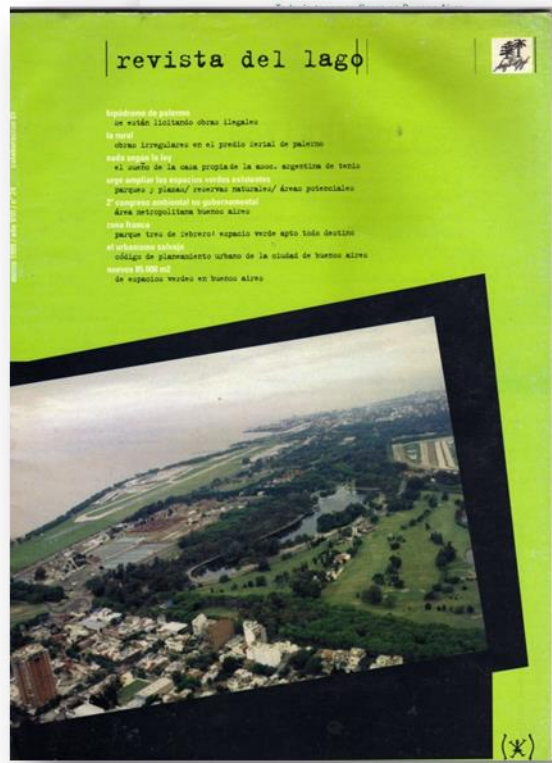 revista del lago
hipódromo de palermo
se están licitando obras ilegales
la rural
obras irregulares en el predio ferial de palermo
nada según la ley
el sueño de la casa propia de la asoc. argentina de tenis
urge ampliar los espacios verdes existentes
parques y plazas/ reservas naturales/ áreas potenciales
2º congreso ambiental no gubernamental
área metropolitana buenos aires
zona franca
parque tres de febrero: espacio verde apto todo destino
el urbanismo salvaje
código de planeamiento urbano de la ciudad de buenos aires
nuevos 85.000 m2
de espacios verdes en buenos aires